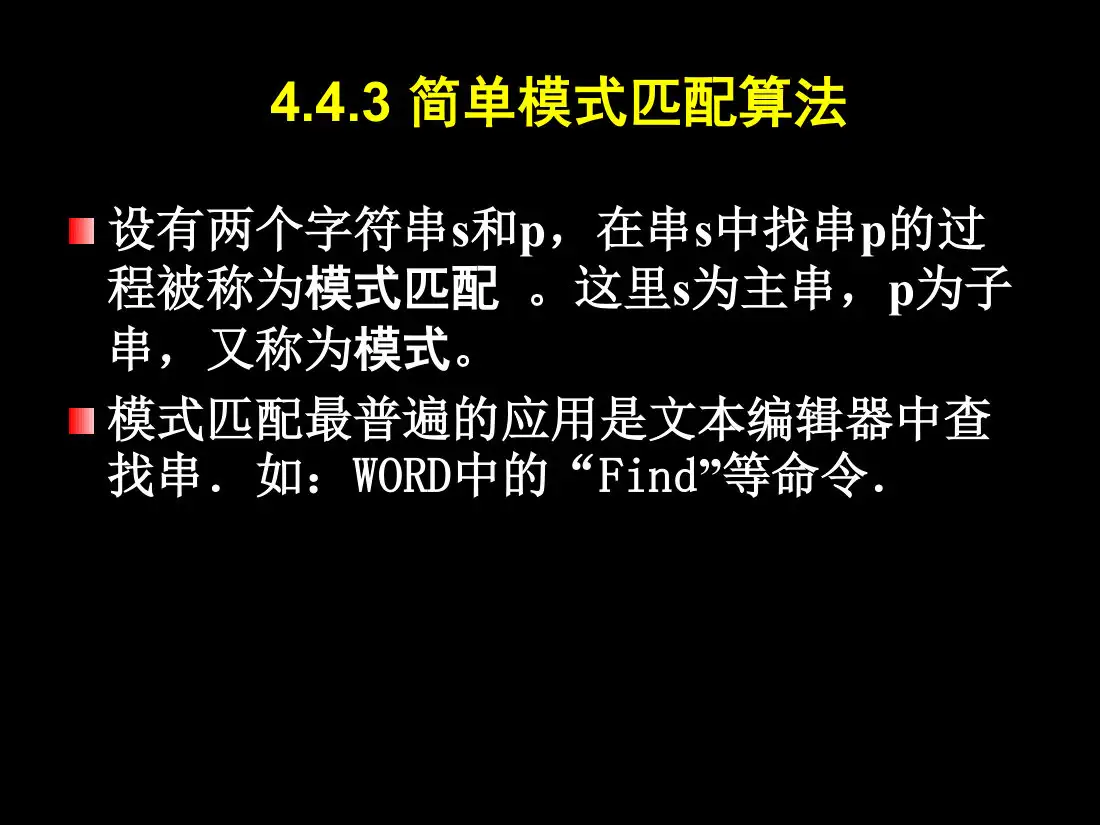 4.4.3 简单模式匹配算法
设有两个字符串s和p，在串s中找串p的过
程被称为模式匹配 。这里s为主串，p为子
串，又称为模式。
模式匹配最普遍的应用是文本编辑器中查
找串．如：WORD中的“Find”等命令．